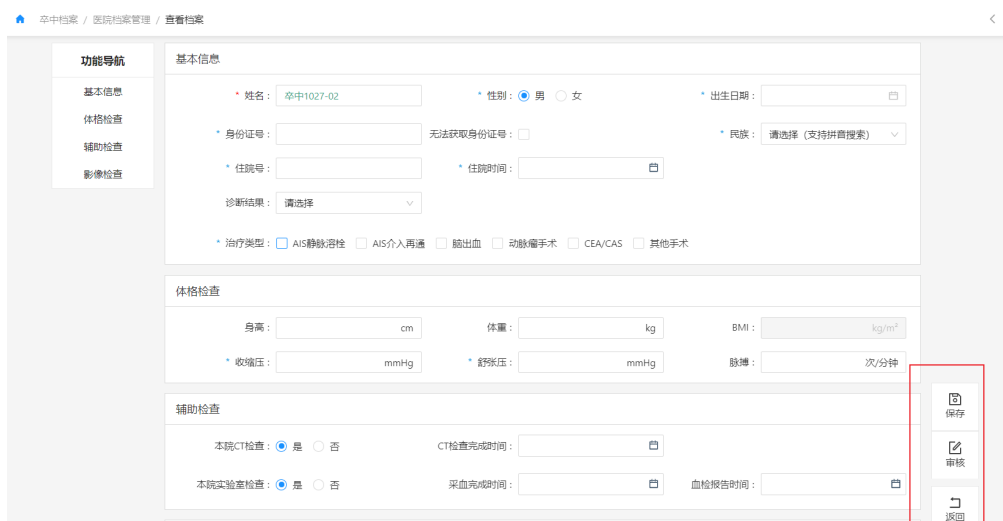 卒中档案 / 医院档案管理 / 查看档案
功能导航
基本信息
体格检查
辅助检查
影像检查
基本信息
* 姓名： 卒中1027-02 * 性别： 男 女 * 出生日期：
* 身份证号： 无法获取身份证号： * 民族： 请选择（支持拼音搜索）
* 住院号： * 住院时间：
诊断结果： 请选择
* 治疗类型： AIS静脉溶栓 AIS介入再通 脑出血 动脉瘤手术 CEA/CAS 其他手术
体格检查
身高： cm 体重： kg BMI： kg/m²
* 收缩压： mmHg * 舒张压： mmHg 脉搏： 次/分钟
辅助检查
本院CT检查： 是 否 CT检查完成时间：
本院实验室检查： 是 否 采血完成时间： 血检报告时间：
保存
审核
返回